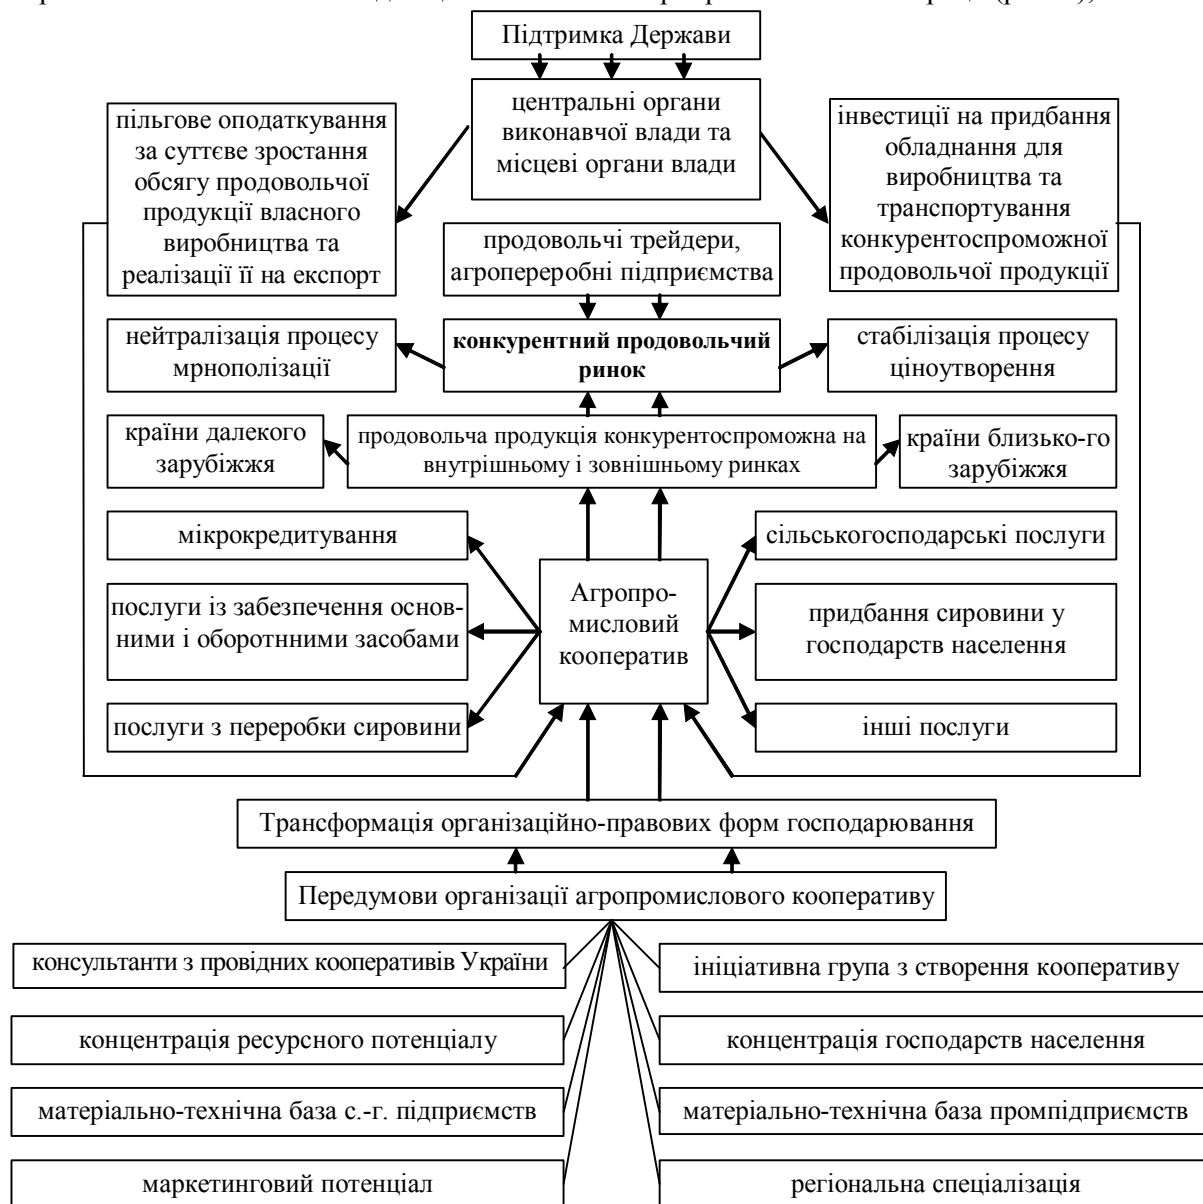 Підтримка Держави
центральні органи
виконавчої влади та
місцеві органи влади
пільгове оподаткування
за суттєве зростання
обсягу продовольчої
продукції власного
виробництва та
реалізації її на експорт
інвестиції на придбання
обладнання для
виробництва та
транспортування
конкурентоспроможної
продовольчої продукції
продовольчі трейдери,
агропереробні підприємства
нейтралізація процесу
мрнополізації
конкурентний продовольчий
ринок
стабілізація процесу
ціноутворення
країни далекого
зарубіжжя
продовольча продукція конкурентоспроможна на
внутрішньому і зовнішньому ринках
країни близько-го
зарубіжжя
мікрокредитування
сільськогосподарські послуги
послуги із забезпечення основ-
ними і оборотнними засобами
Агропро-
мисловий
кооператив
придбання сировини у
господарств населення
послуги з переробки сировини
інші послуги
Трансформація організаційно-правових форм господарювання
Передумови організації агропромислового кооперативу
консультанти з провідних кооперативів України
ініціативна група з створення кооперативу
концентрація ресурсного потенціалу
концентрація господарств населення
матеріально-технічна база с.-г. підприємств
матеріально-технічна база промпідприємств
маркетинговий потенціал
регіональна спеціалізація